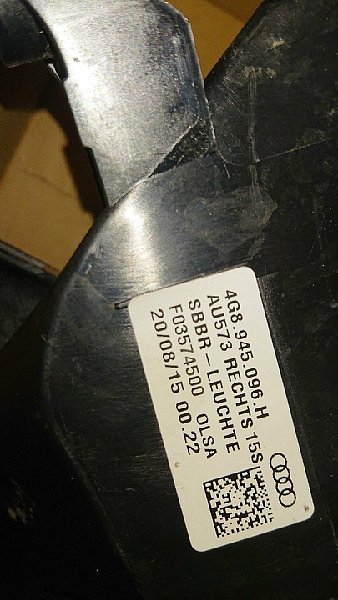 4G8.945.096.H
AU573 RECHTS 15S
SBBR-LEUCHTE
F03574500 OLSA
20/08/15 00.22